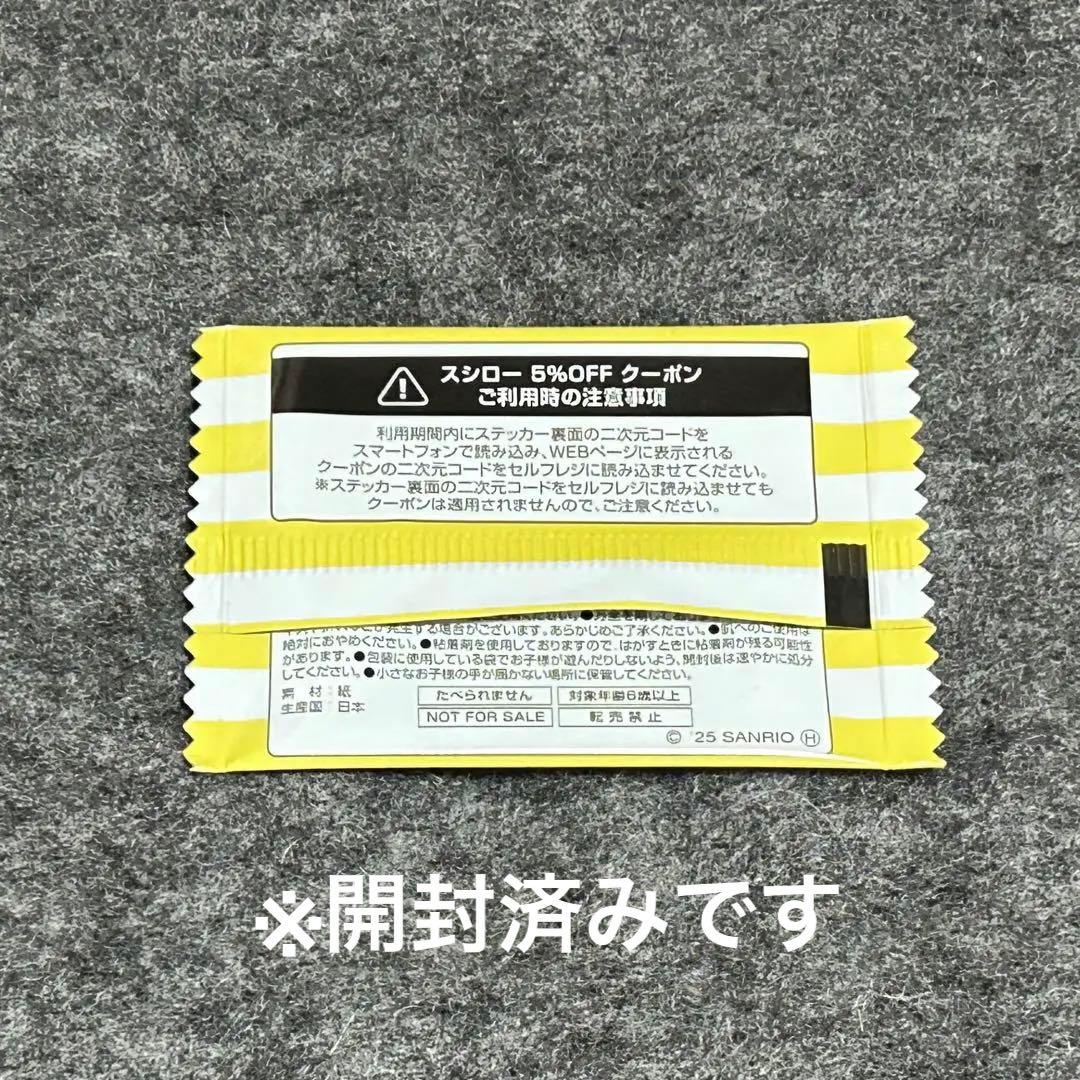 スシロー 5%OFF クーポン
ご利用時の注意事項
利用期間内にステッカー裏面の二次元コードを
スマートフォンで読み込み、WEBページに表示される
クーポンの二次元コードをセルフレジに読み込ませてください。
※ステッカー裏面の二次元コードをセルフレジに読み込ませても
クーポンは適用されませんので、ご注意ください。
が発生する場合がございます。あらかじめご了承ください。●肌へのご使用は
絶対におやめください。●粘着剤を使用しておりますので、はがすときに粘着剤が残る可能性
があります。●包装に使用している袋でお子様が遊んだりしないよう、開封後は速やかに処分
してください。●小さなお子様の手が届かない場所に保管してください。
素材：紙 たべられません 対象年齢6歳以上
生産国：日本 NOT FOR SALE 転売禁止
© '25 SANRIO Ⓗ
※開封済みです